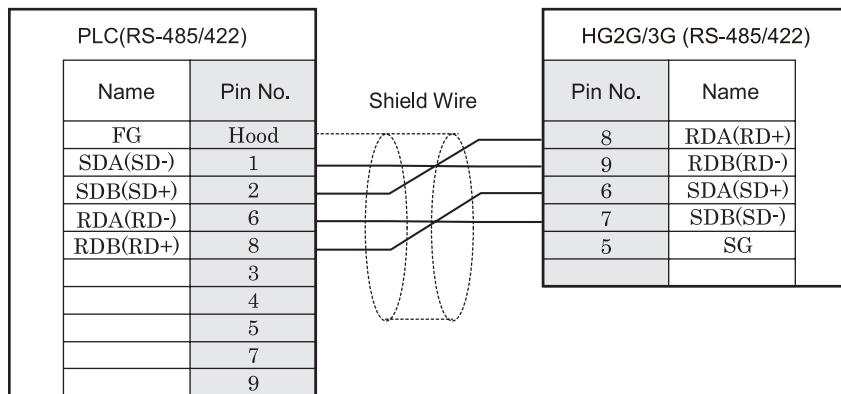 PLC(RS-485/422)
Name Pin No.
FG Hood
SDA(SD-) 1
SDB(SD+) 2
RDA(RD-) 6
RDB(RD+) 8
3
4
5
7
9
Shield Wire
HG2G/3G (RS-485/422)
Pin No. Name
8 RDA(RD+)
9 RDB(RD-)
6 SDA(SD+)
7 SDB(SD-)
5 SG